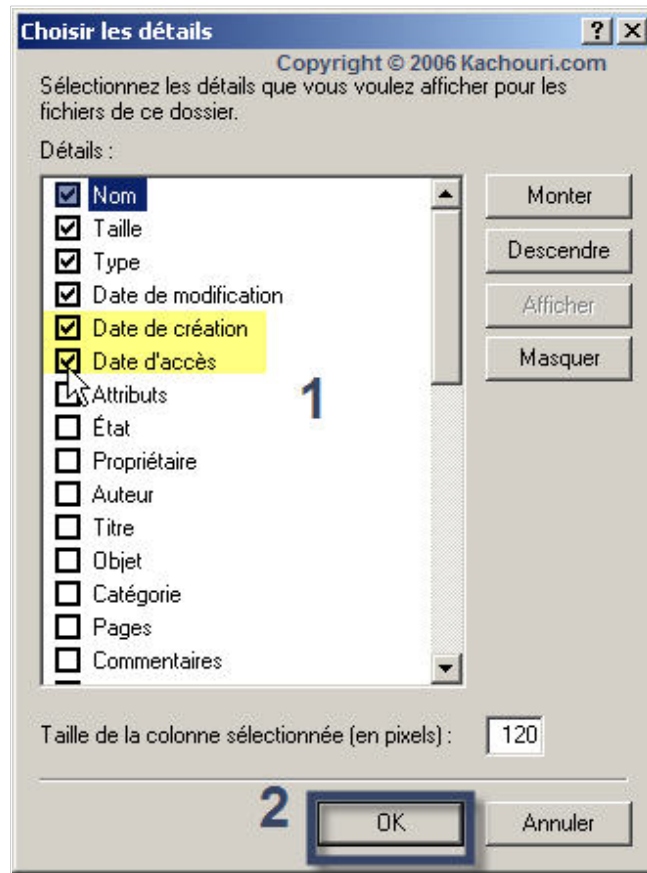 Choisir les détails
Copyright © 2006 Kachouri.com
Sélectionnez les détails que vous voulez afficher pour les
fichiers de ce dossier.
Détails :
Nom
Taille
Type
Date de modification
Date de création
Date d'accès
Attributs
État
Propriétaire
Auteur
Titre
Objet
Catégorie
Pages
Commentaires
Monter
Descendre
Afficher
Masquer
1
Taille de la colonne sélectionnée (en pixels) : 120
2
OK
Annuler